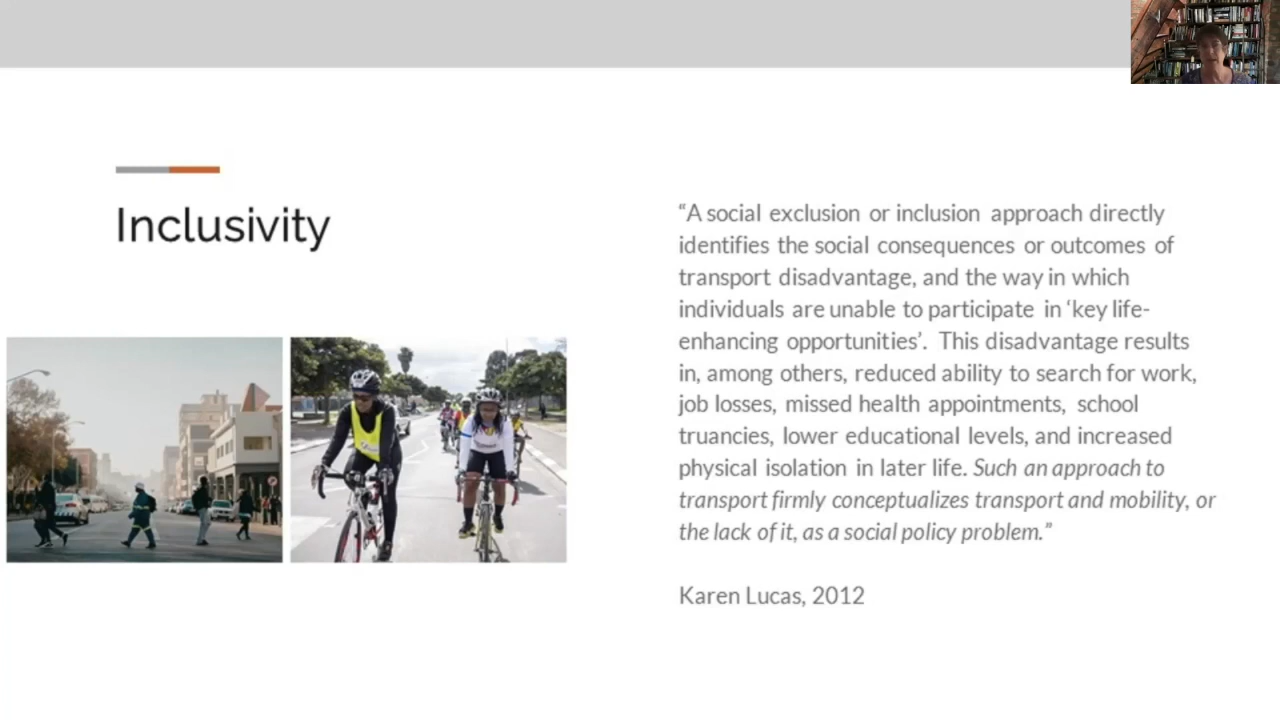 Inclusivity
“A social exclusion or inclusion approach directly
identifies the social consequences or outcomes of
transport disadvantage, and the way in which
individuals are unable to participate in ‘key life-
enhancing opportunities’. This disadvantage results
in, among others, reduced ability to search for work,
job losses, missed health appointments, school
truancies, lower educational levels, and increased
physical isolation in later life. Such an approach to
transport firmly conceptualizes transport and mobility, or
the lack of it, as a social policy problem.”
Karen Lucas, 2012